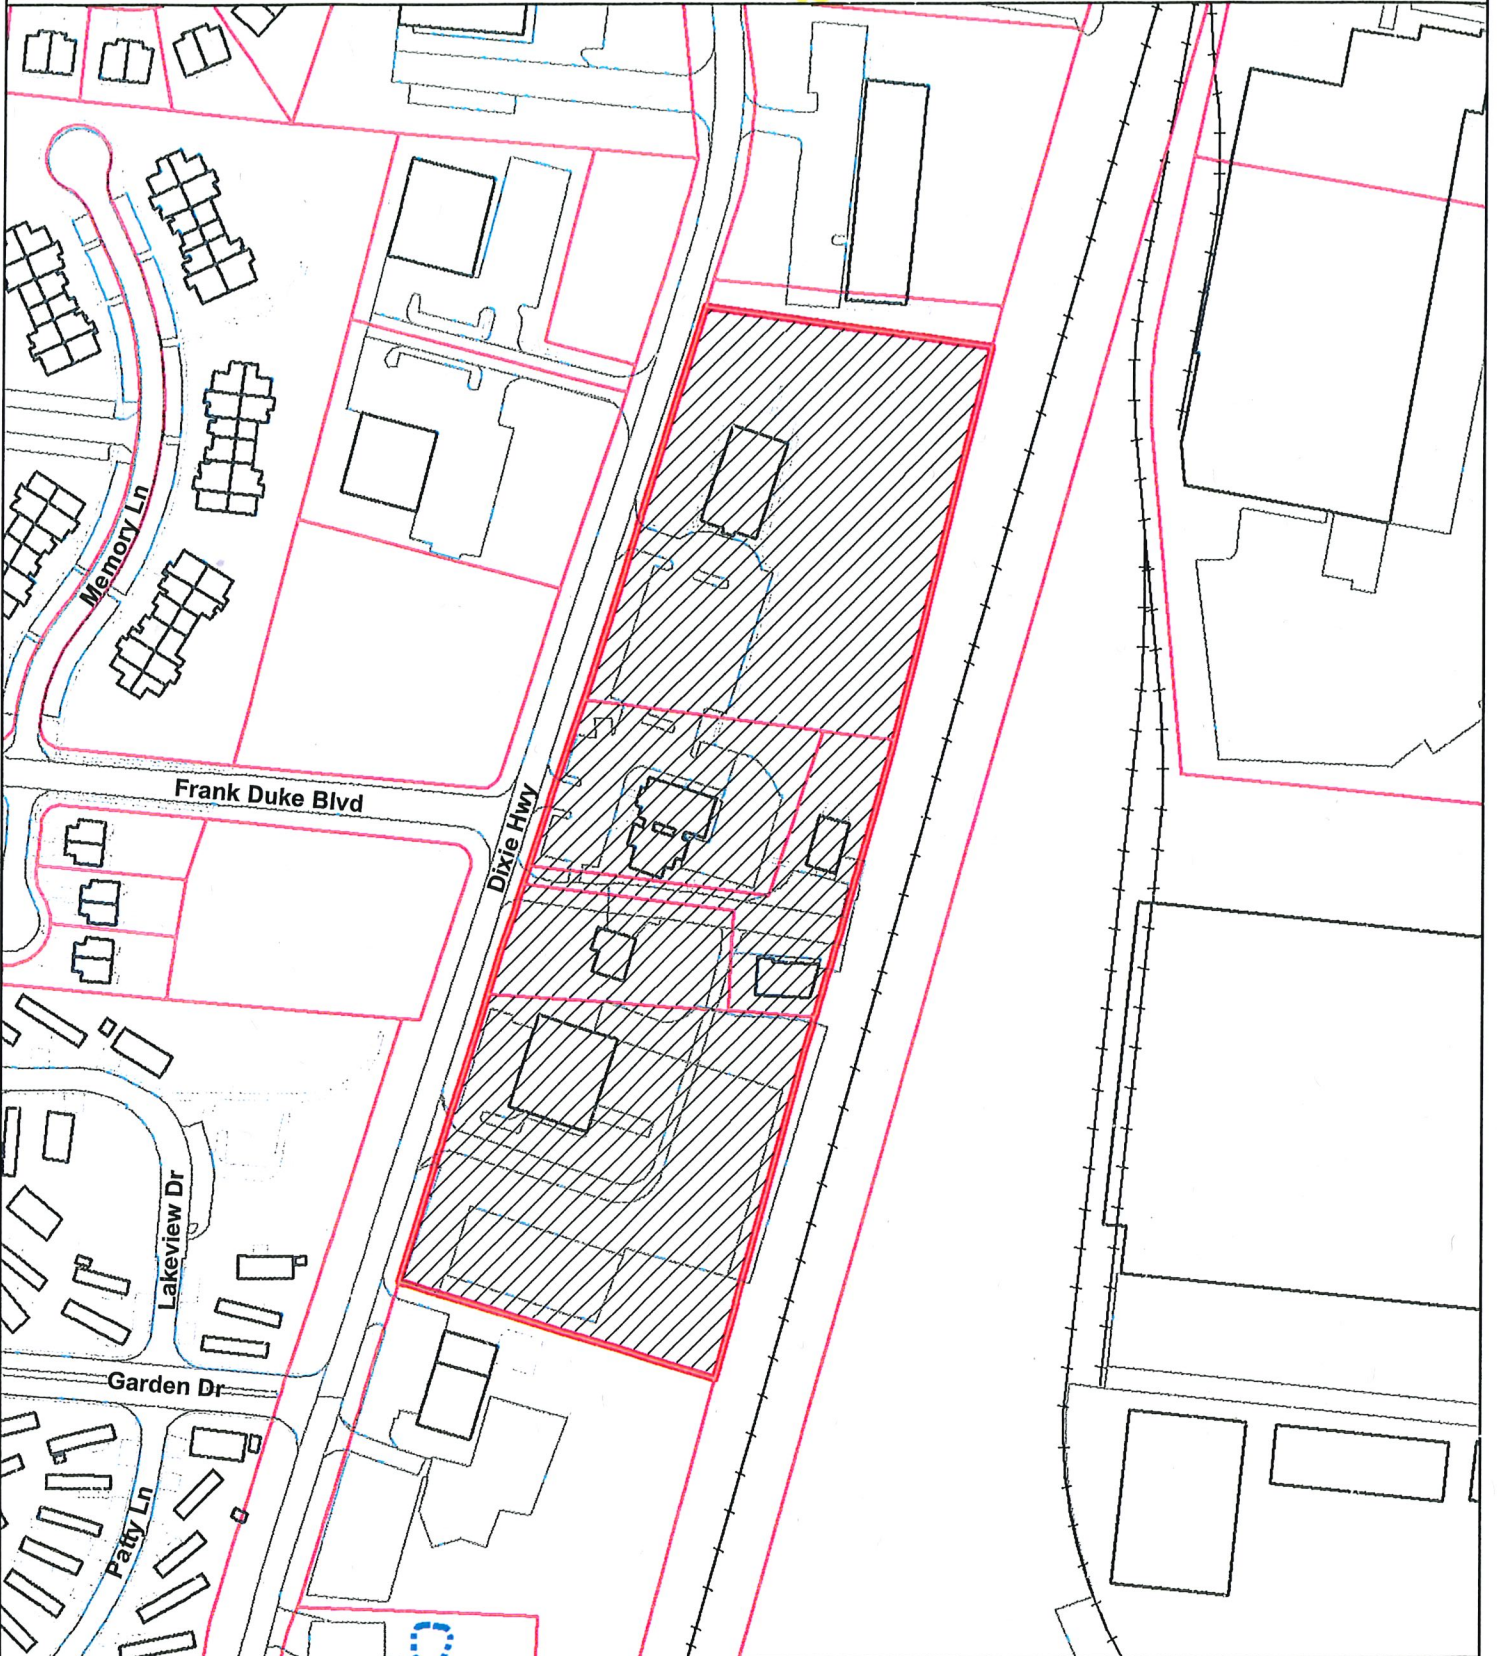 Memory Ln
Frank Duke Blvd
Dixie Hwy
Lakeview Dr
Garden Dr
Patty Ln